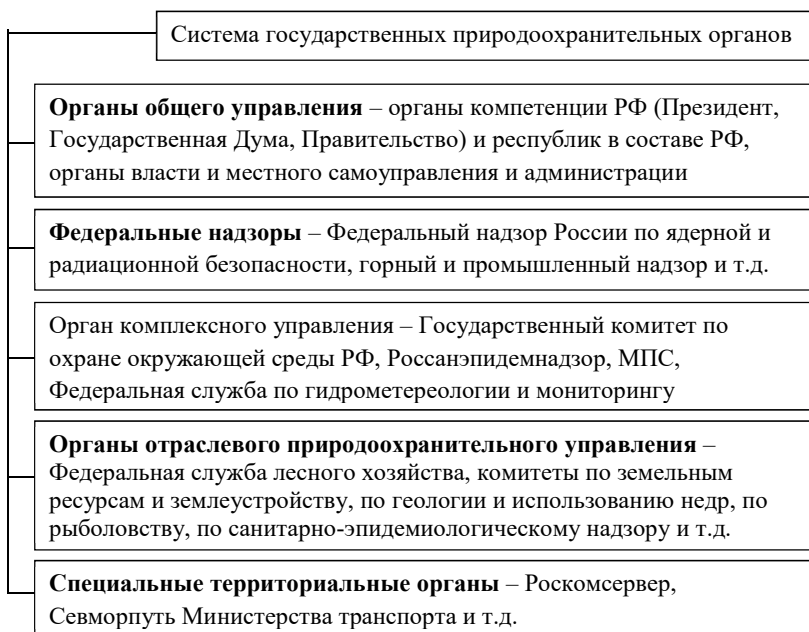 Система государственных природоохранительных органов
Органы общего управления – органы компетенции РФ (Президент,
Государственная Дума, Правительство) и республик в составе РФ,
органы власти и местного самоуправления и администрации
Федеральные надзоры – Федеральный надзор России по ядерной и
радиационной безопасности, горный и промышленный надзор и т.д.
Орган комплексного управления – Государственный комитет по
охране окружающей среды РФ, Россанэпидемнадзор, МПС,
Федеральная служба по гидрометереологии и мониторингу
Органы отраслевого природоохранительного управления –
Федеральная служба лесного хозяйства, комитеты по земельным
ресурсам и землеустройству, по геологии и использованию недр, по
рыболовству, по санитарно-эпидемиологическому надзору и т.д.
Специальные территориальные органы – Роскомсервер,
Севморпуть Министерства транспорта и т.д.